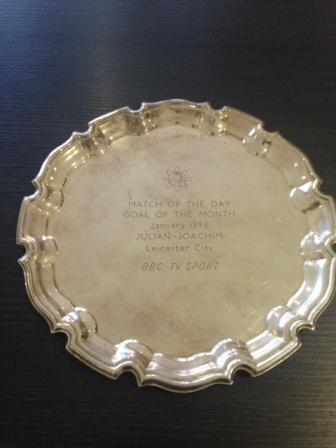 MATCH OF THE DAY
GOAL OF THE MONTH
January 1993
JULIAN JOACHIM
Leicester City
BBC TV SPORT